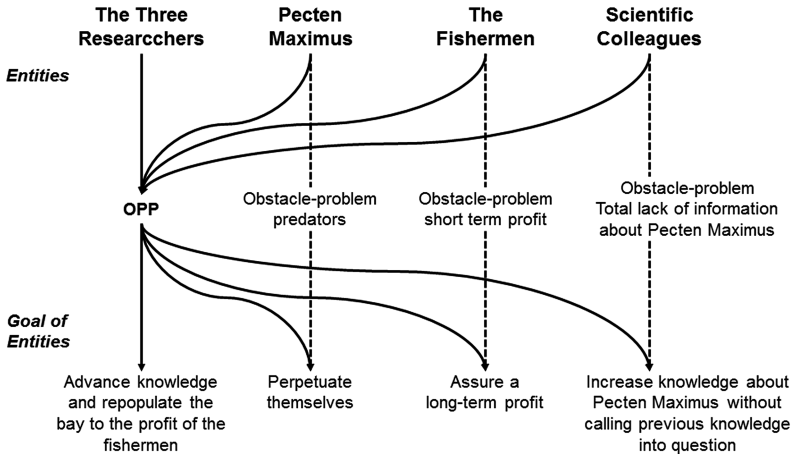 The Three
Researcchers
Pecten
Maximus
The
Fishermen
Scientific
Colleagues
Entities
OPP
Obstacle-problem
predators
Obstacle-problem
short term profit
Obstacle-problem
Total lack of information
about Pecten Maximus
Goal of
Entities
Advance knowledge
and repopulate the
bay to the profit of the
fishermen
Perpetuate
themselves
Assure a
long-term profit
Increase knowledge about
Pecten Maximus without
calling previous knowledge
into question